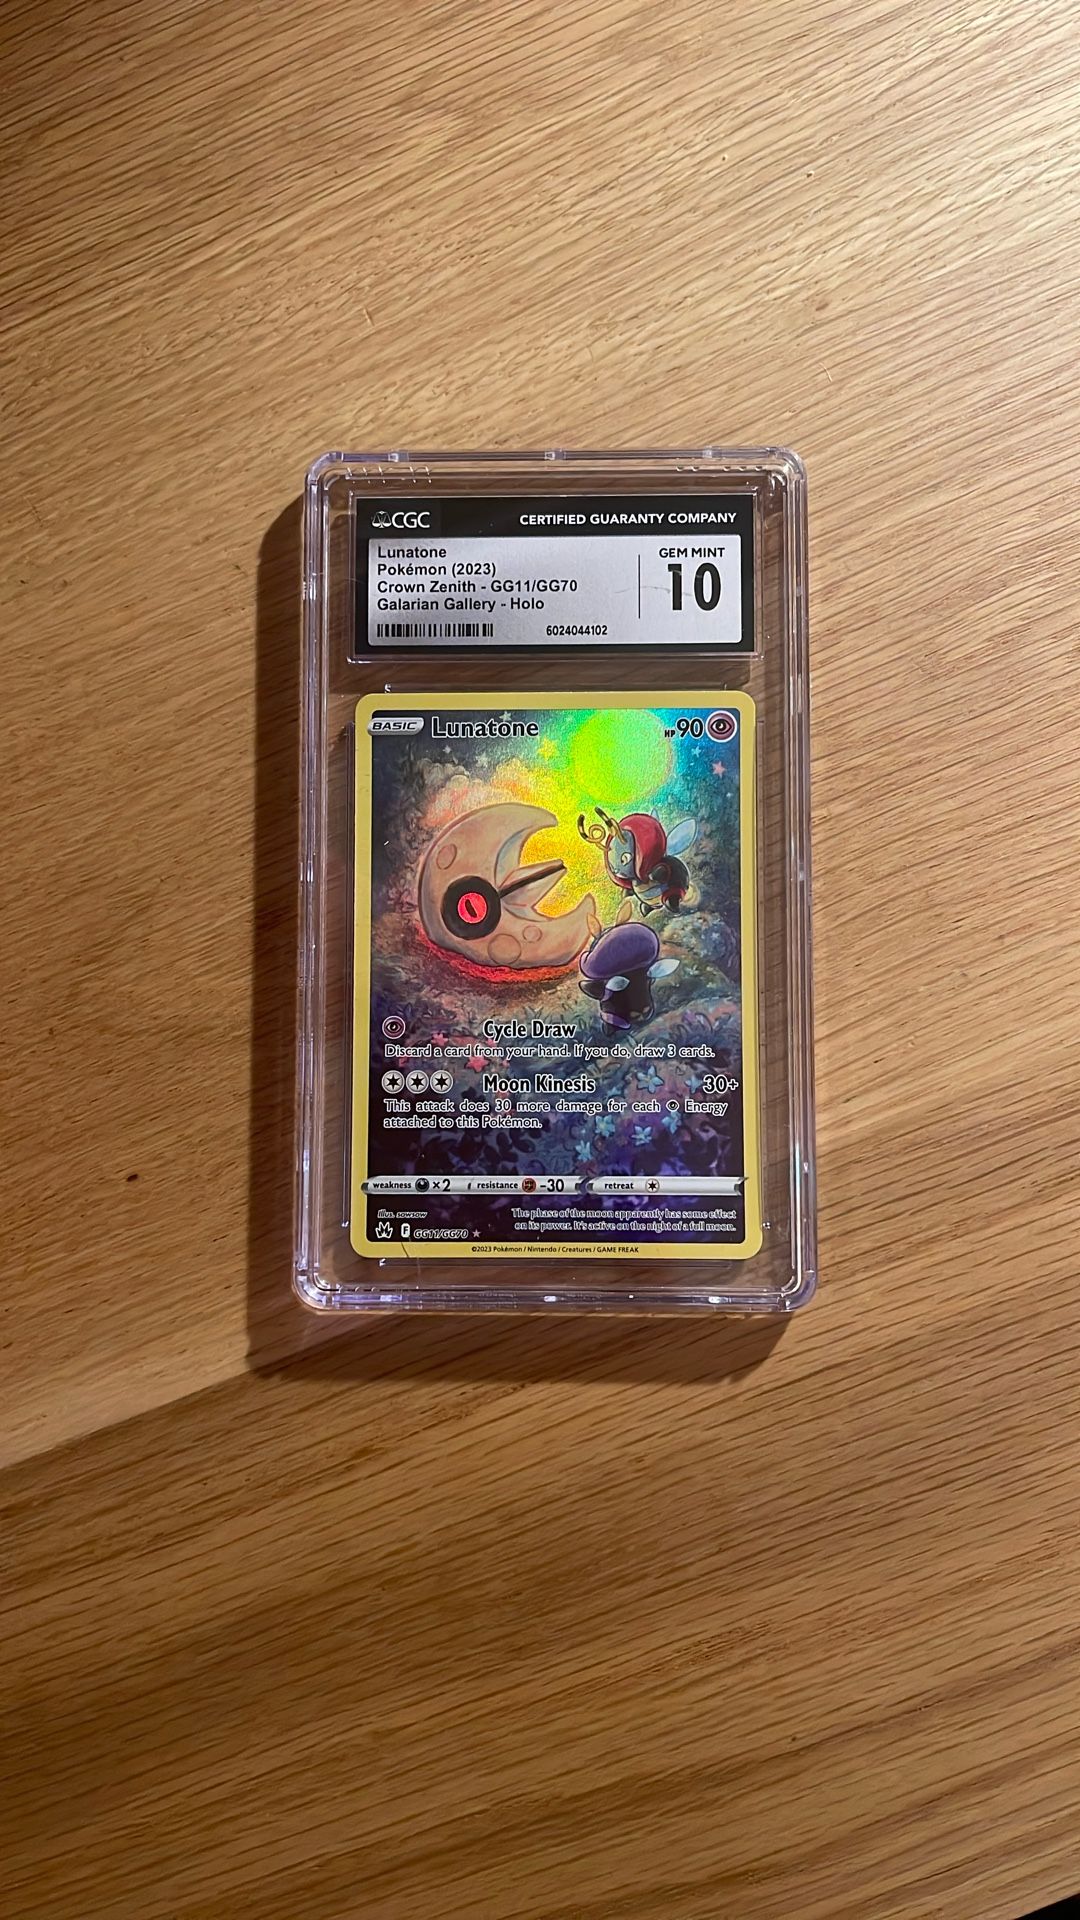 CGC CERTIFIED GUARANTY COMPANY
Lunatone
Pokémon (2023)
Crown Zenith - GG11/GG70
Galarian Gallery - Holo
GEM MINT
10
6024044102
BASIC Lunatone HP 90
Cycle Draw
Discard a card from your hand. If you do, draw 3 cards.
Moon Kinesis 30+
This attack does 30 more damage for each Energy
attached to this Pokémon.
weakness ×2 resistance -30 retreat
Illus. sowsow
The phase of the moon apparently has some effect
on its power. It's active on the night of a full moon.
F GG11/GG70
©2023 Pokémon / Nintendo / Creatures / GAME FREAK